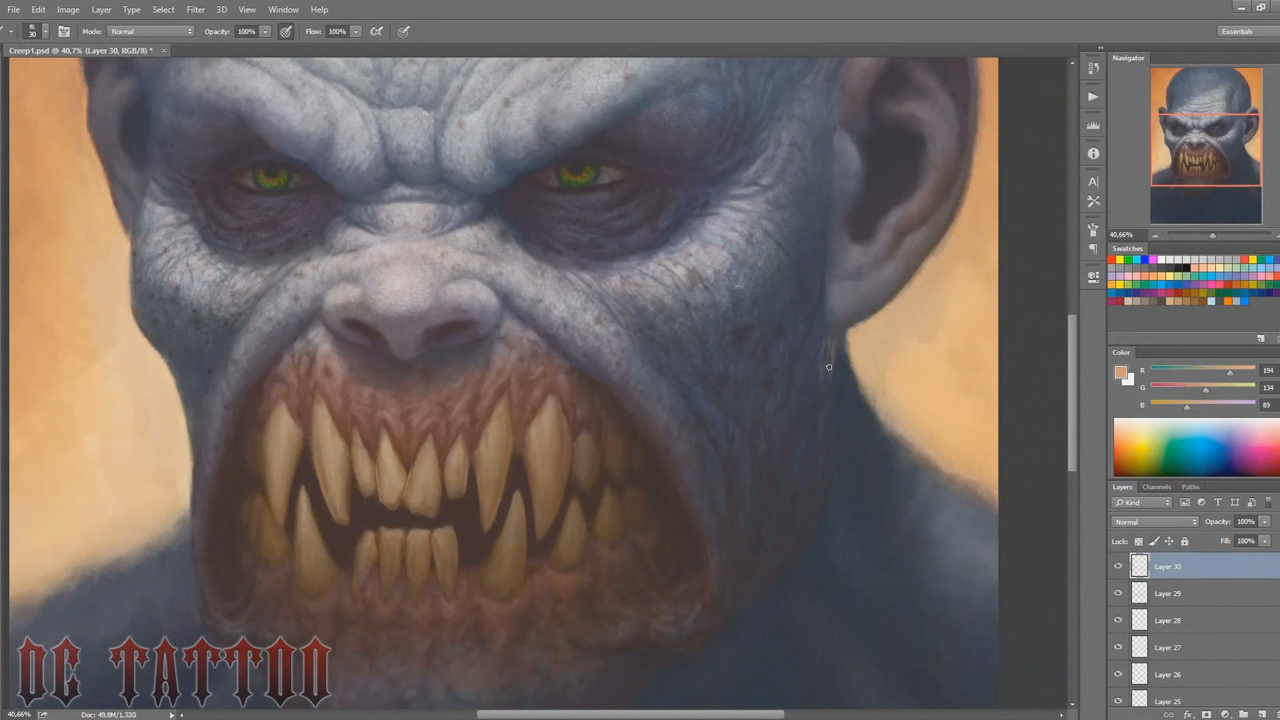 File Edit Image Layer Type Select Filter 3D View Window Help
30 Mode: Normal Opacity: 100% Flow: 100% Essentials
Creep1.psd @ 40,7% (Layer 30, RGB/8) * ×
Navigator
40,66%
Swatches
Color
R 194
G 134
B 89
Layers Channels Paths
Kind
Normal Opacity: 100%
Lock: Fill: 100%
Layer 30
Layer 29
Layer 28
Layer 27
Layer 26
Layer 25
OG TATTOO
40,66% Doc: 49,8M/1,32G